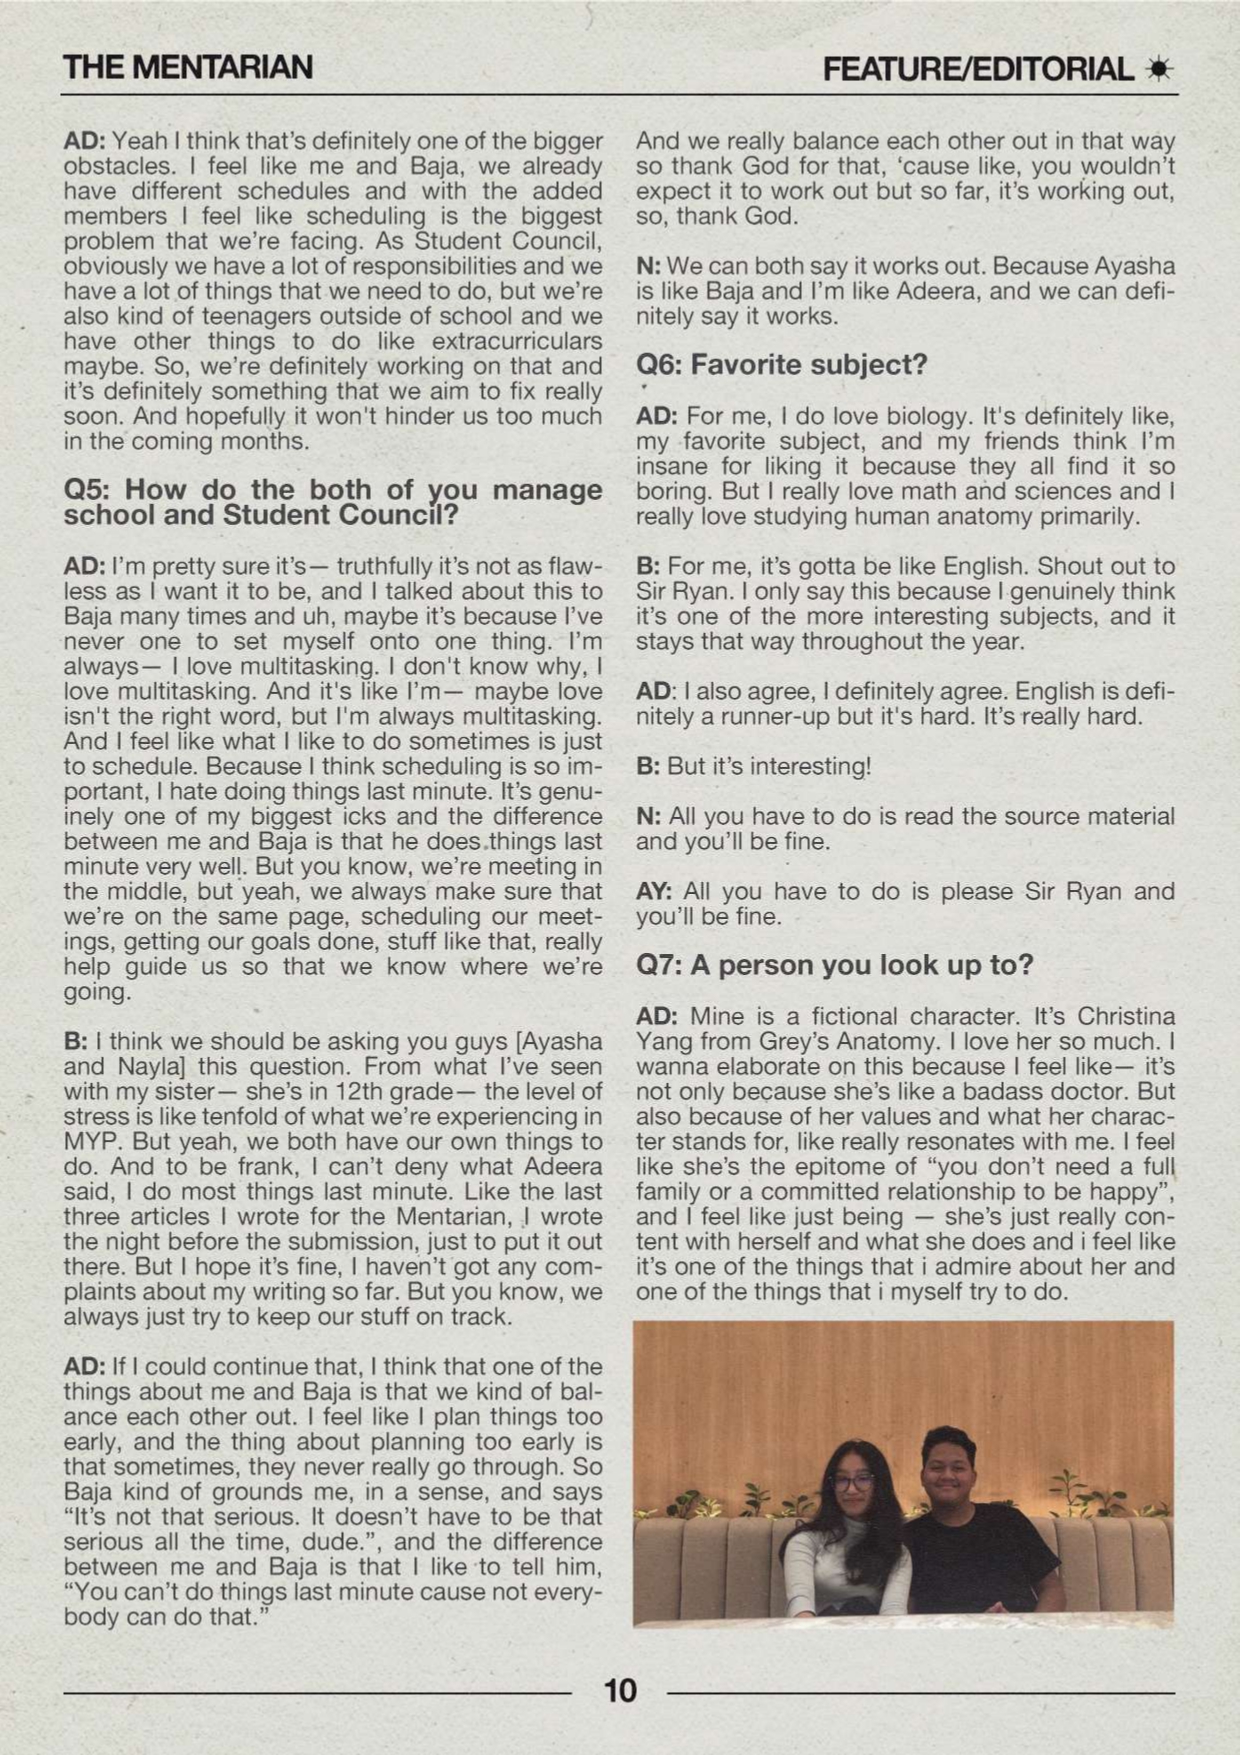 THE MENTARIAN
FEATURE/EDITORIAL
AD: Yeah I think that's definitely one of the bigger
obstacles. I feel like me and Baja, we already
have different schedules and with the added
members I feel like scheduling is the biggest
problem that we're facing. As Student Council,
obviously we have a lot of responsibilities and we
have a lot of things that we need to do, but we're
also kind of teenagers outside of school and we
have other things to do like extracurriculars
maybe. So, we're definitely working on that and
it's definitely something that we aim to fix really
soon. And hopefully it won't hinder us too much
in the coming months.
Q5: How do the both of you manage
school and Student Council?
AD: I'm pretty sure it's— truthfully it's not as flaw-
less as I want it to be, and I talked about this to
Baja many times and uh, maybe it's because I've
never one to set myself onto one thing. I'm
always— I love multitasking. I don't know why, I
love multitasking. And it's like I'm— maybe love
isn't the right word, but I'm always multitasking.
And I feel like what I like to do sometimes is just
to schedule. Because I think scheduling is so im-
portant, I hate doing things last minute. It's genu-
inely one of my biggest icks and the difference
between me and Baja is that he does things last
minute very well. But you know, we're meeting in
the middle, but yeah, we always make sure that
we're on the same page, scheduling our meet-
ings, getting our goals done, stuff like that, really
help guide us so that we know where we're
going.
B: I think we should be asking you guys [Ayasha
and Nayla] this question. From what I've seen
with my sister— she's in 12th grade— the level of
stress is like tenfold of what we're experiencing in
MYP. But yeah, we both have our own things to
do. And to be frank, I can't deny what Adeera
said, I do most things last minute. Like the last
three articles I wrote for the Mentarian, I wrote
the night before the submission, just to put it out
there. But I hope it's fine, I haven't got any com-
plaints about my writing so far. But you know, we
always just try to keep our stuff on track.
AD: If I could continue that, I think that one of the
things about me and Baja is that we kind of bal-
ance each other out. I feel like I plan things too
early, and the thing about planning too early is
that sometimes, they never really go through. So
Baja kind of grounds me, in a sense, and says
“It's not that serious. It doesn't have to be that
serious all the time, dude.”, and the difference
between me and Baja is that I like to tell him,
“You can't do things last minute cause not every-
body can do that.”
And we really balance each other out in that way
so thank God for that, ‘cause like, you wouldn't
expect it to work out but so far, it's working out,
so, thank God.
N: We can both say it works out. Because Ayasha
is like Baja and I'm like Adeera, and we can defi-
nitely say it works.
Q6: Favorite subject?
AD: For me, I do love biology. It's definitely like,
my favorite subject, and my friends think I'm
insane for liking it because they all find it so
boring. But I really love math and sciences and I
really love studying human anatomy primarily.
B: For me, it's gotta be like English. Shout out to
Sir Ryan. I only say this because I genuinely think
it's one of the more interesting subjects, and it
stays that way throughout the year.
AD: I also agree, I definitely agree. English is defi-
nitely a runner-up but it's hard. It's really hard.
B: But it's interesting!
N: All you have to do is read the source material
and you'll be fine.
AY: All you have to do is please Sir Ryan and
you'll be fine.
Q7: A person you look up to?
AD: Mine is a fictional character. It's Christina
Yang from Grey's Anatomy. I love her so much. I
wanna elaborate on this because I feel like— it's
not only because she's like a badass doctor. But
also because of her values and what her charac-
ter stands for, like really resonates with me. I feel
like she's the epitome of “you don't need a full
family or a committed relationship to be happy”,
and I feel like just being — she's just really con-
tent with herself and what she does and i feel like
it's one of the things that i admire about her and
one of the things that i myself try to do.
10